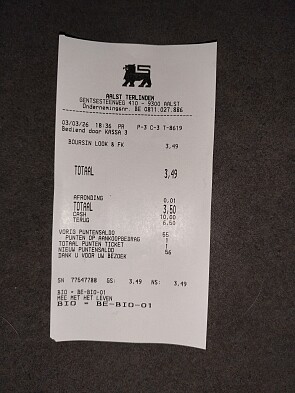 AALST TERLINDEN
GENTSESTEENWEG 410 - 9300 AALST
Ondernemingsnr. BE 0811.027.886
03/03/26 18:36 PR P-3 C-3 T-8619
Bediend door KASSA 3
BOURSIN LOOK & FK 3,49
TOTAAL 3,49
AFRONDING 0,01
TOTAAL 3,50
CASH 10,00
TERUG 6,50
VORIG PUNTENSALDO 55
PUNTEN OP AANKOOPBEDRAG 1
TOTAAL PUNTEN TICKET 1
NIEUW PUNTENSALDO 56
DANK U VOOR UW BEZOEK
SN 77547708 GS: 3,49 NS: 3,49
BIO = BE-BIO-01
MEE MET HET LEVEN
BIO = BE-BIO-01